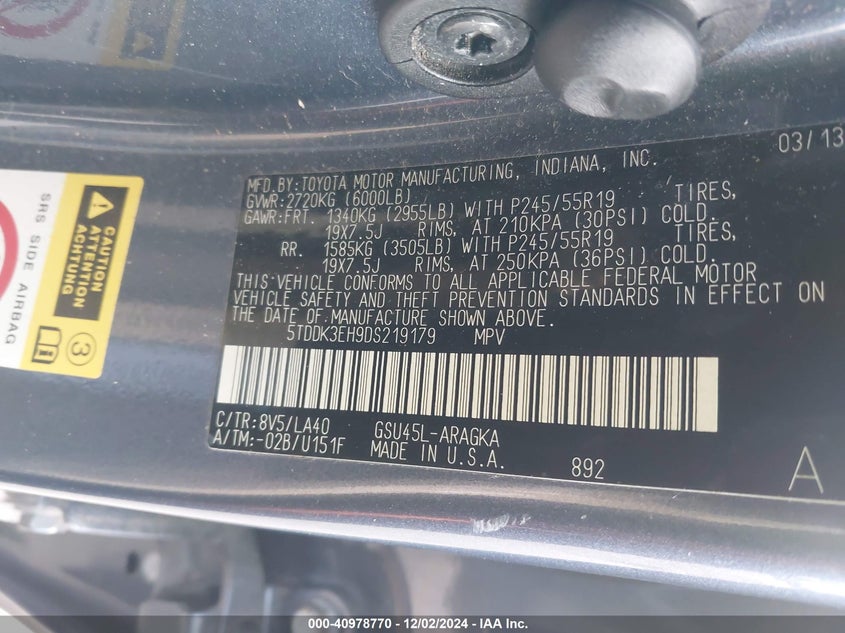 03/13
MFD.BY:TOYOTA MOTOR MANUFACTURING, INDIANA, INC.
GVWR:2720KG (6000LB)
GAWR:FRT. 1340KG (2955LB) WITH P245/55R19 TIRES,
19X7.5J RIMS, AT 210KPA (30PSI) COLD.
RR. 1585KG (3505LB) WITH P245/55R19 TIRES,
19X7.5J RIMS, AT 250KPA (36PSI) COLD.
THIS VEHICLE CONFORMS TO ALL APPLICABLE FEDERAL MOTOR
VEHICLE SAFETY AND THEFT PREVENTION STANDARDS IN EFFECT ON
THE DATE OF MANUFACTURE SHOWN ABOVE.
5TDDK3EH9DS219179 MPV
C/TR:8V5/LA40 GSU45L-ARAGKA
A/TM:-02B/U151F MADE IN U.S.A.
892
A
CAUTION
ATTENTION
ACHTUNG
3
SRS SIDE AIRBAG
000-40978770 - 12/02/2024 - IAA Inc.